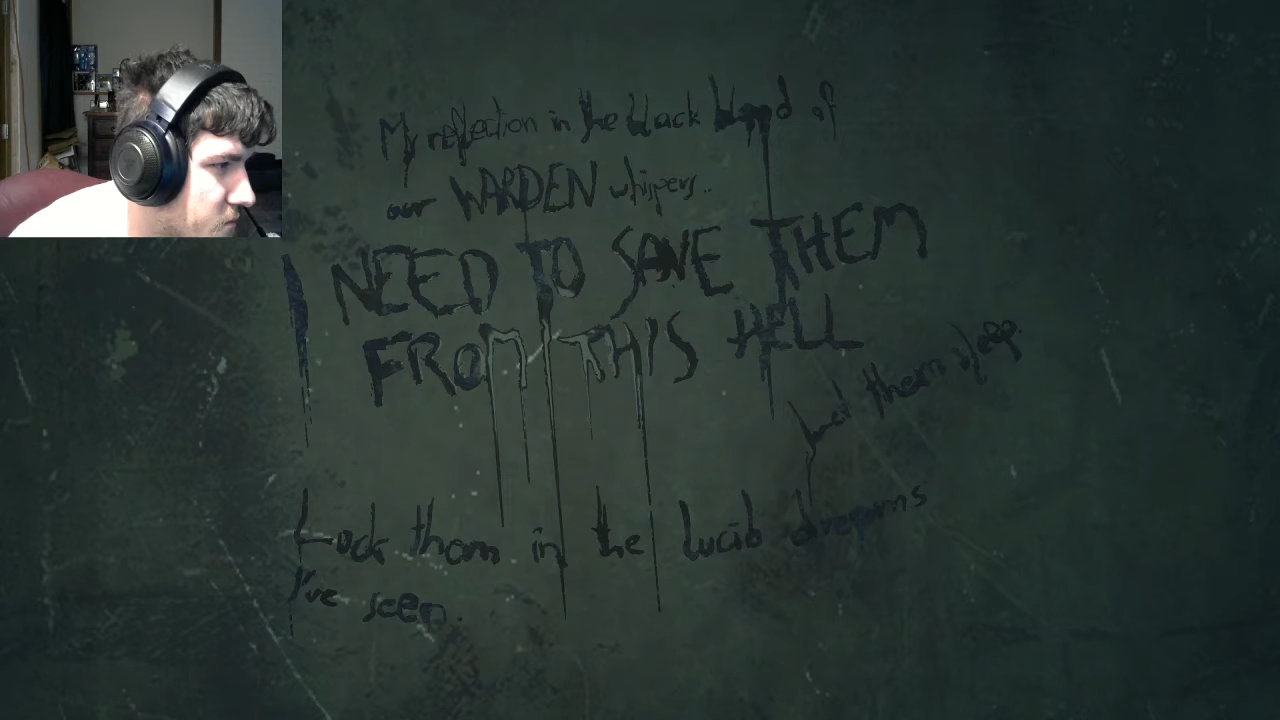 My reflection in the black blood of
our WARDEN whispers..
I NEED TO SAVE THEM
FROM THIS HELL
Let them sleep.
Lock them in the lucid dreams
I've seen.